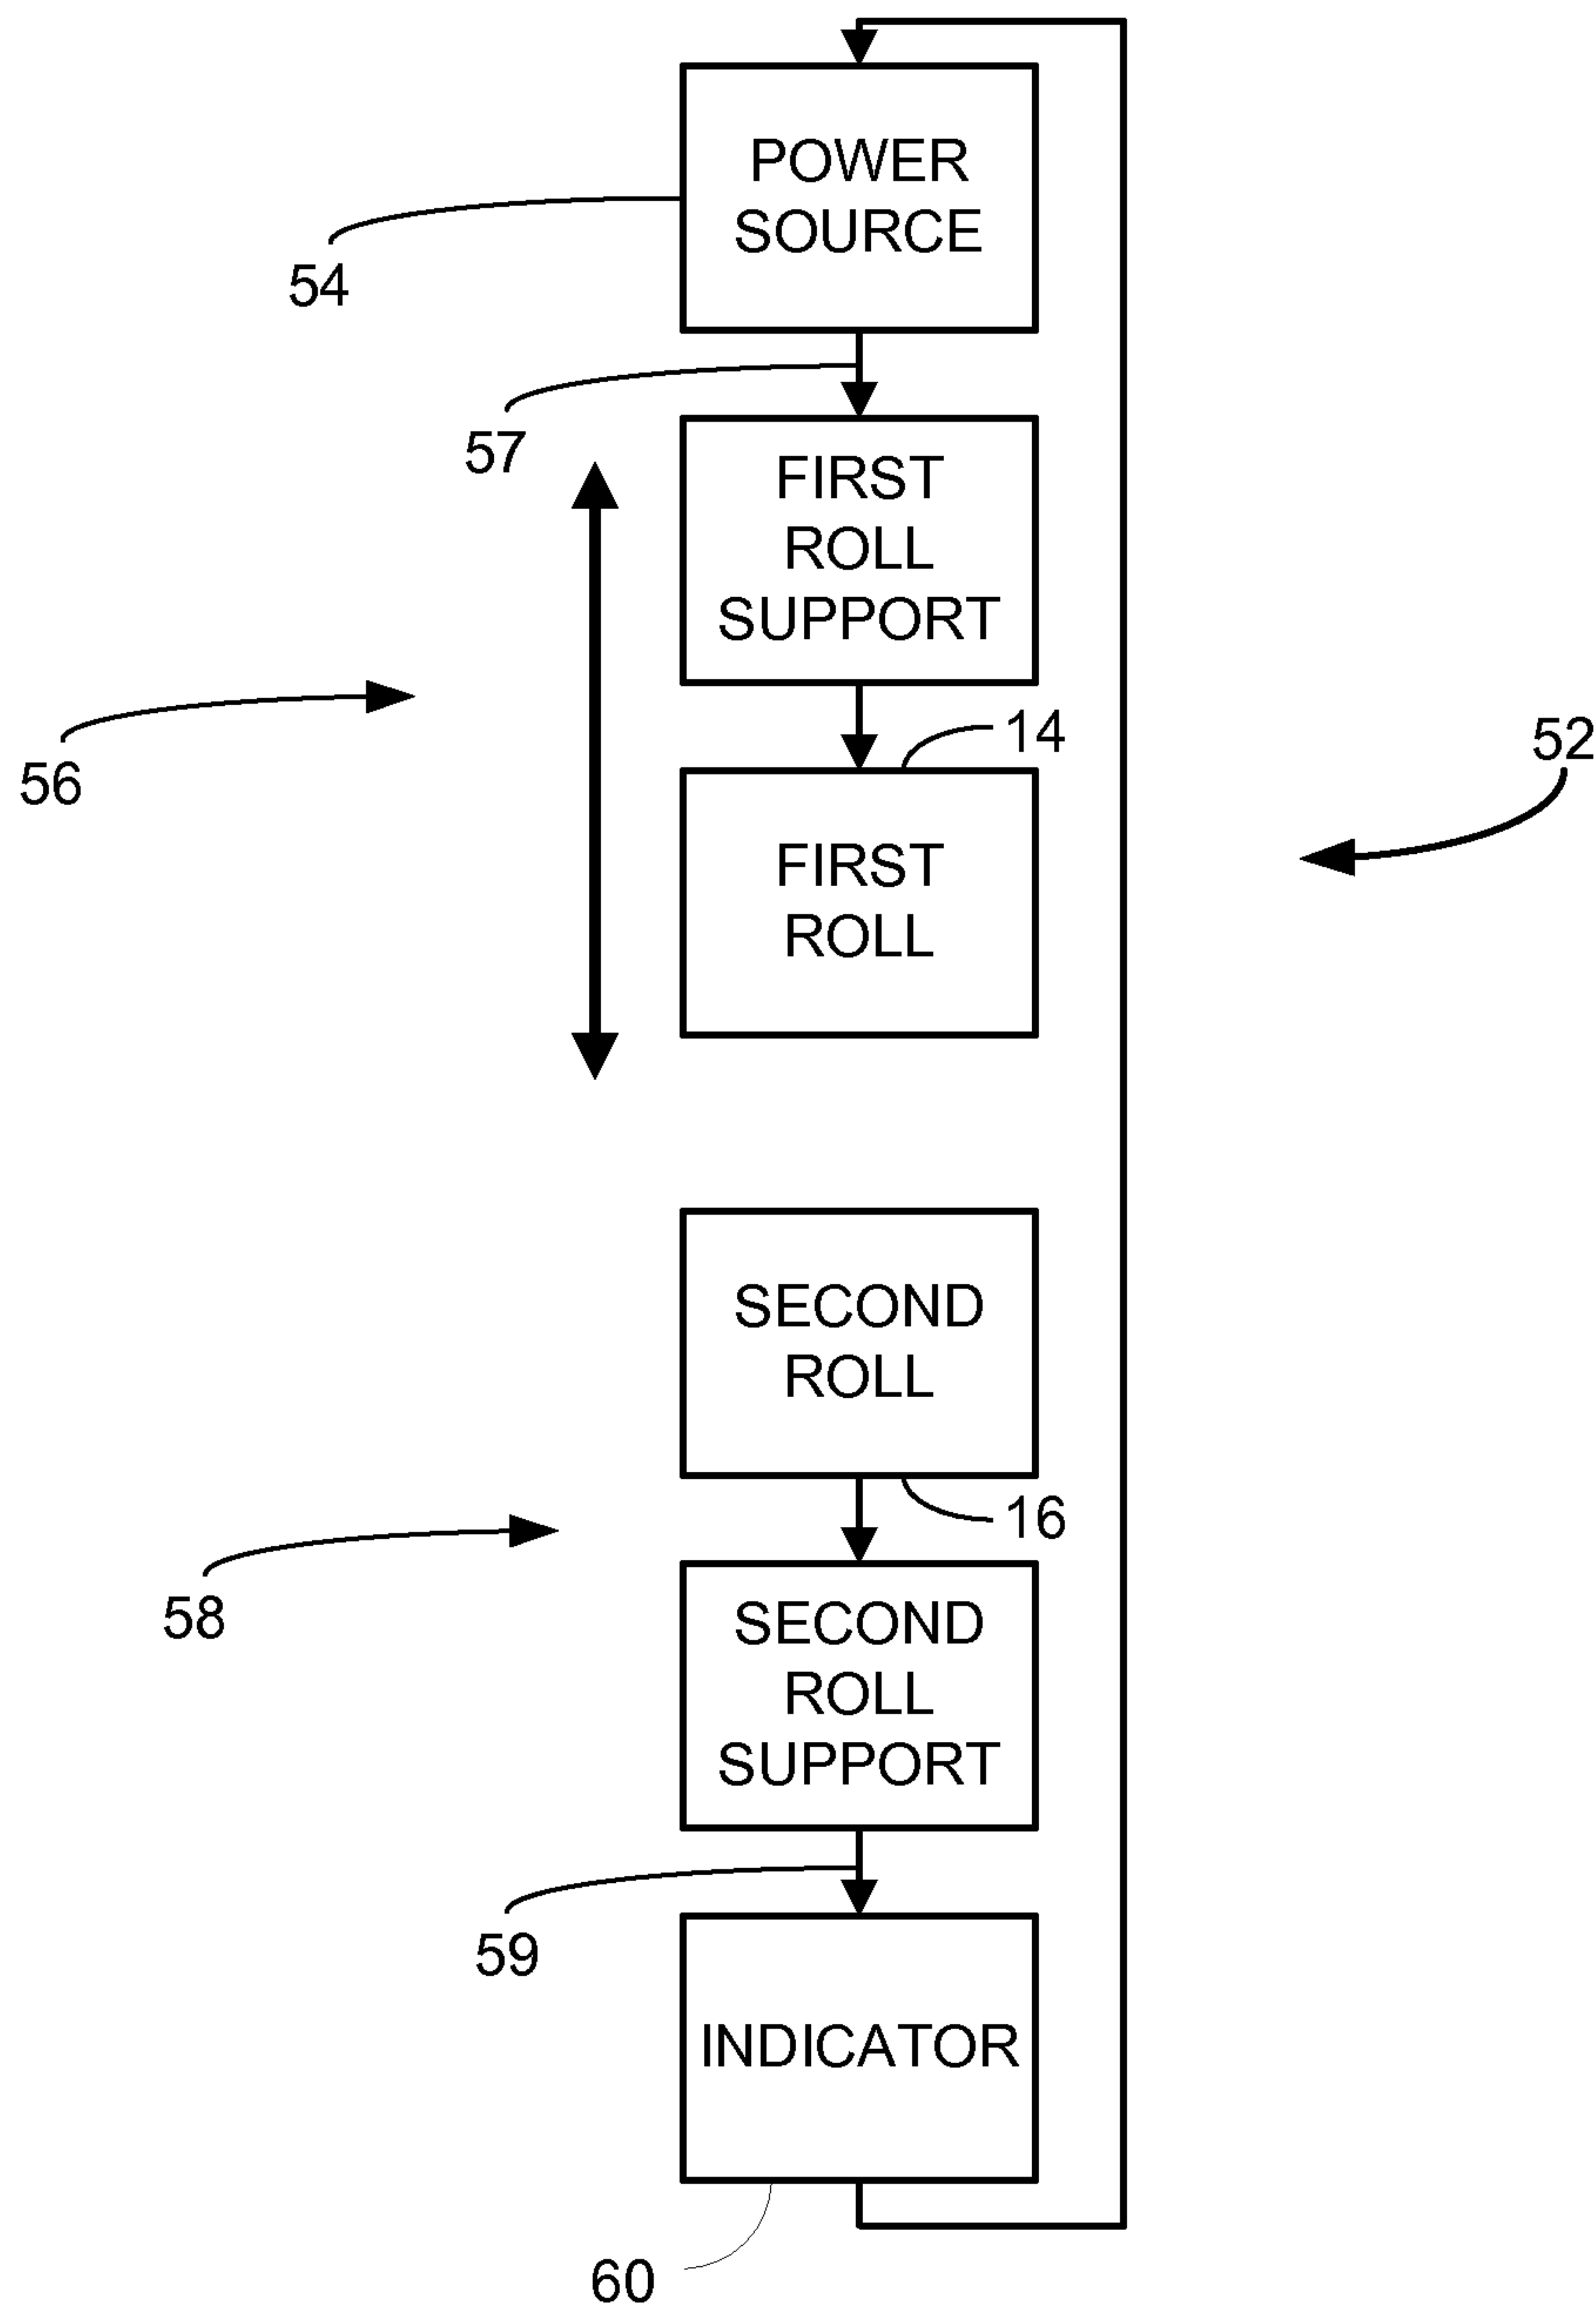 POWER
SOURCE
54
57
FIRST
ROLL
SUPPORT
56
14
52
FIRST
ROLL
SECOND
ROLL
16
58
SECOND
ROLL
SUPPORT
59
INDICATOR
60